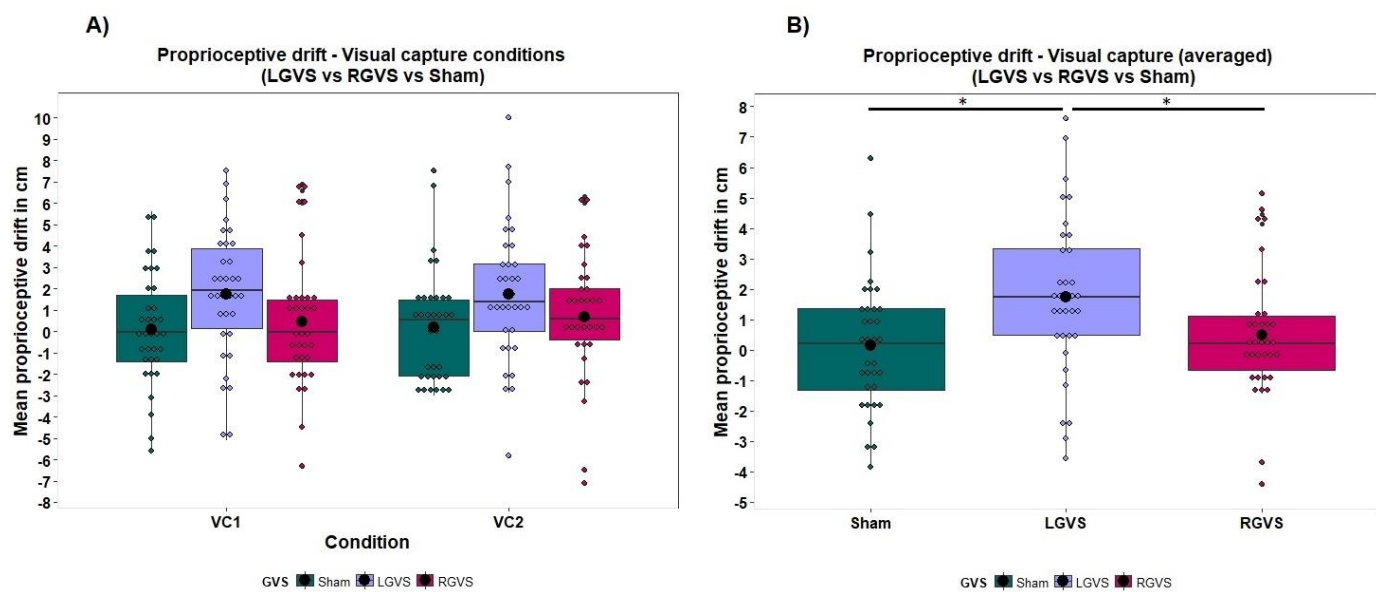 A)
Proprioceptive drift - Visual capture conditions
(LGVS vs RGVS vs Sham)
Mean proprioceptive drift in cm
10
9
8
7
6
5
4
3
2
1
0
-1
-2
-3
-4
-5
-6
-7
-8
VC1 VC2
Condition
GVS Sham LGVS RGVS
B)
Proprioceptive drift - Visual capture (averaged)
(LGVS vs RGVS vs Sham)
Mean proprioceptive drift in cm
8
7
6
5
4
3
2
1
0
-1
-2
-3
-4
-5
* *
Sham LGVS RGVS
GVS Sham LGVS RGVS